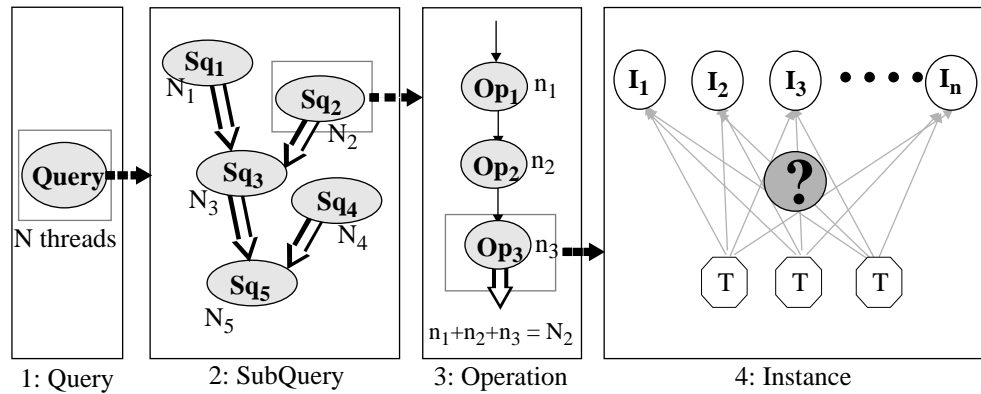 Query
N threads
1: Query
Sq1
N1
Sq2
N2
Sq3
N3
Sq4
N4
Sq5
N5
2: SubQuery
Op1 n1
Op2 n2
Op3 n3
n1+n2+n3 = N2
3: Operation
I1 I2 I3 • • • • In
?
T T T
4: Instance